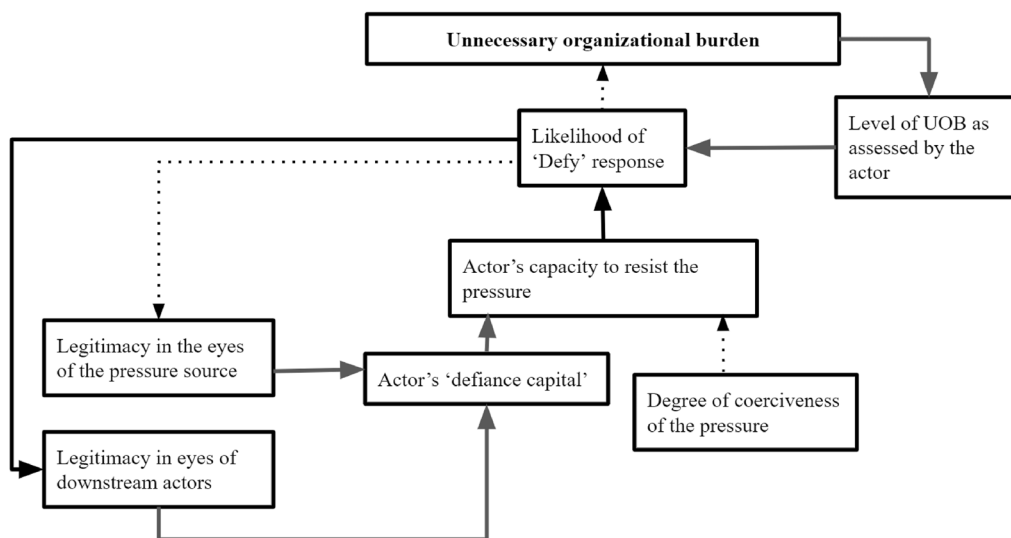 Unnecessary organizational burden
Likelihood of
‘Defy’ response
Level of UOB as
assessed by the
actor
Actor’s capacity to resist the
pressure
Legitimacy in the eyes
of the pressure source
Actor’s ‘defiance capital’
Degree of coerciveness
of the pressure
Legitimacy in eyes of
downstream actors